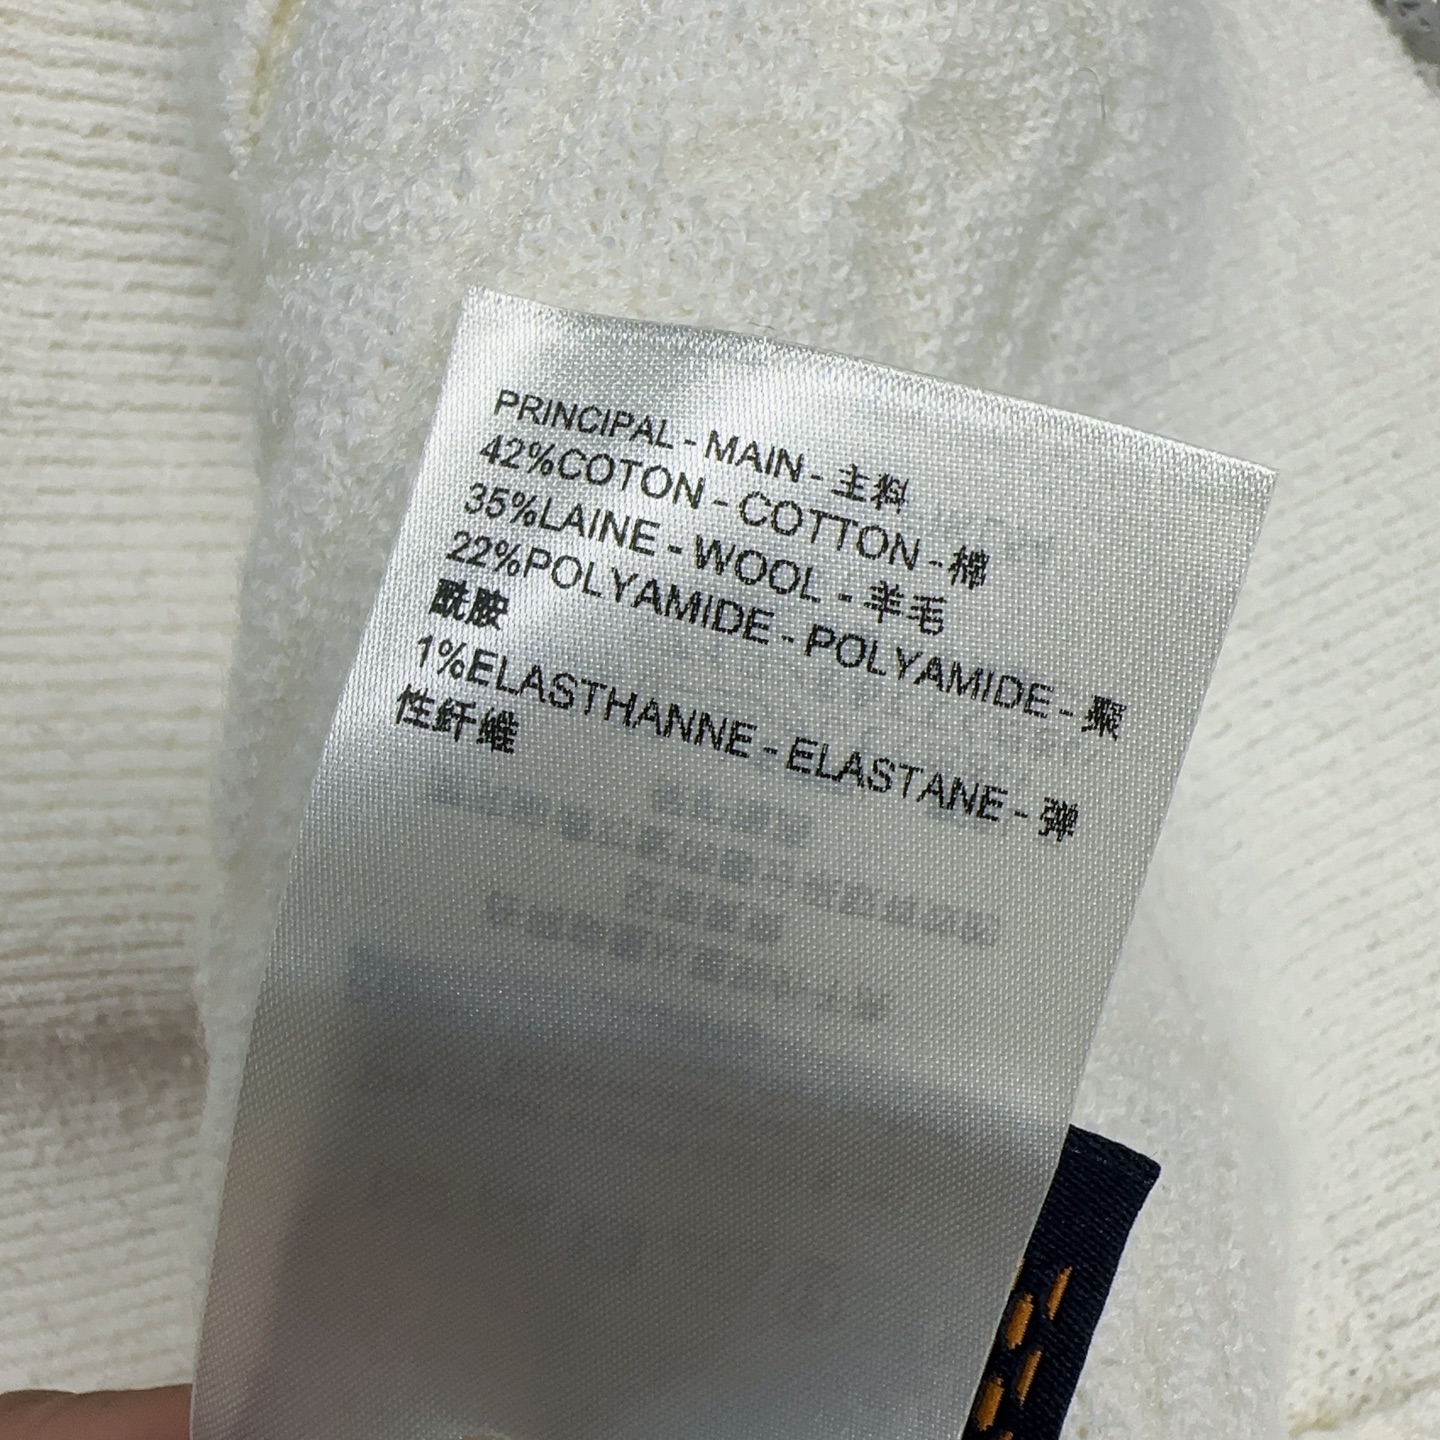 PRINCIPAL - MAIN - 主料
42%COTON - COTTON - 棉
35%LAINE - WOOL - 羊毛
22%POLYAMIDE - POLYAMIDE - 聚
酰胺
1%ELASTHANNE - ELASTANE - 弹
性纤维